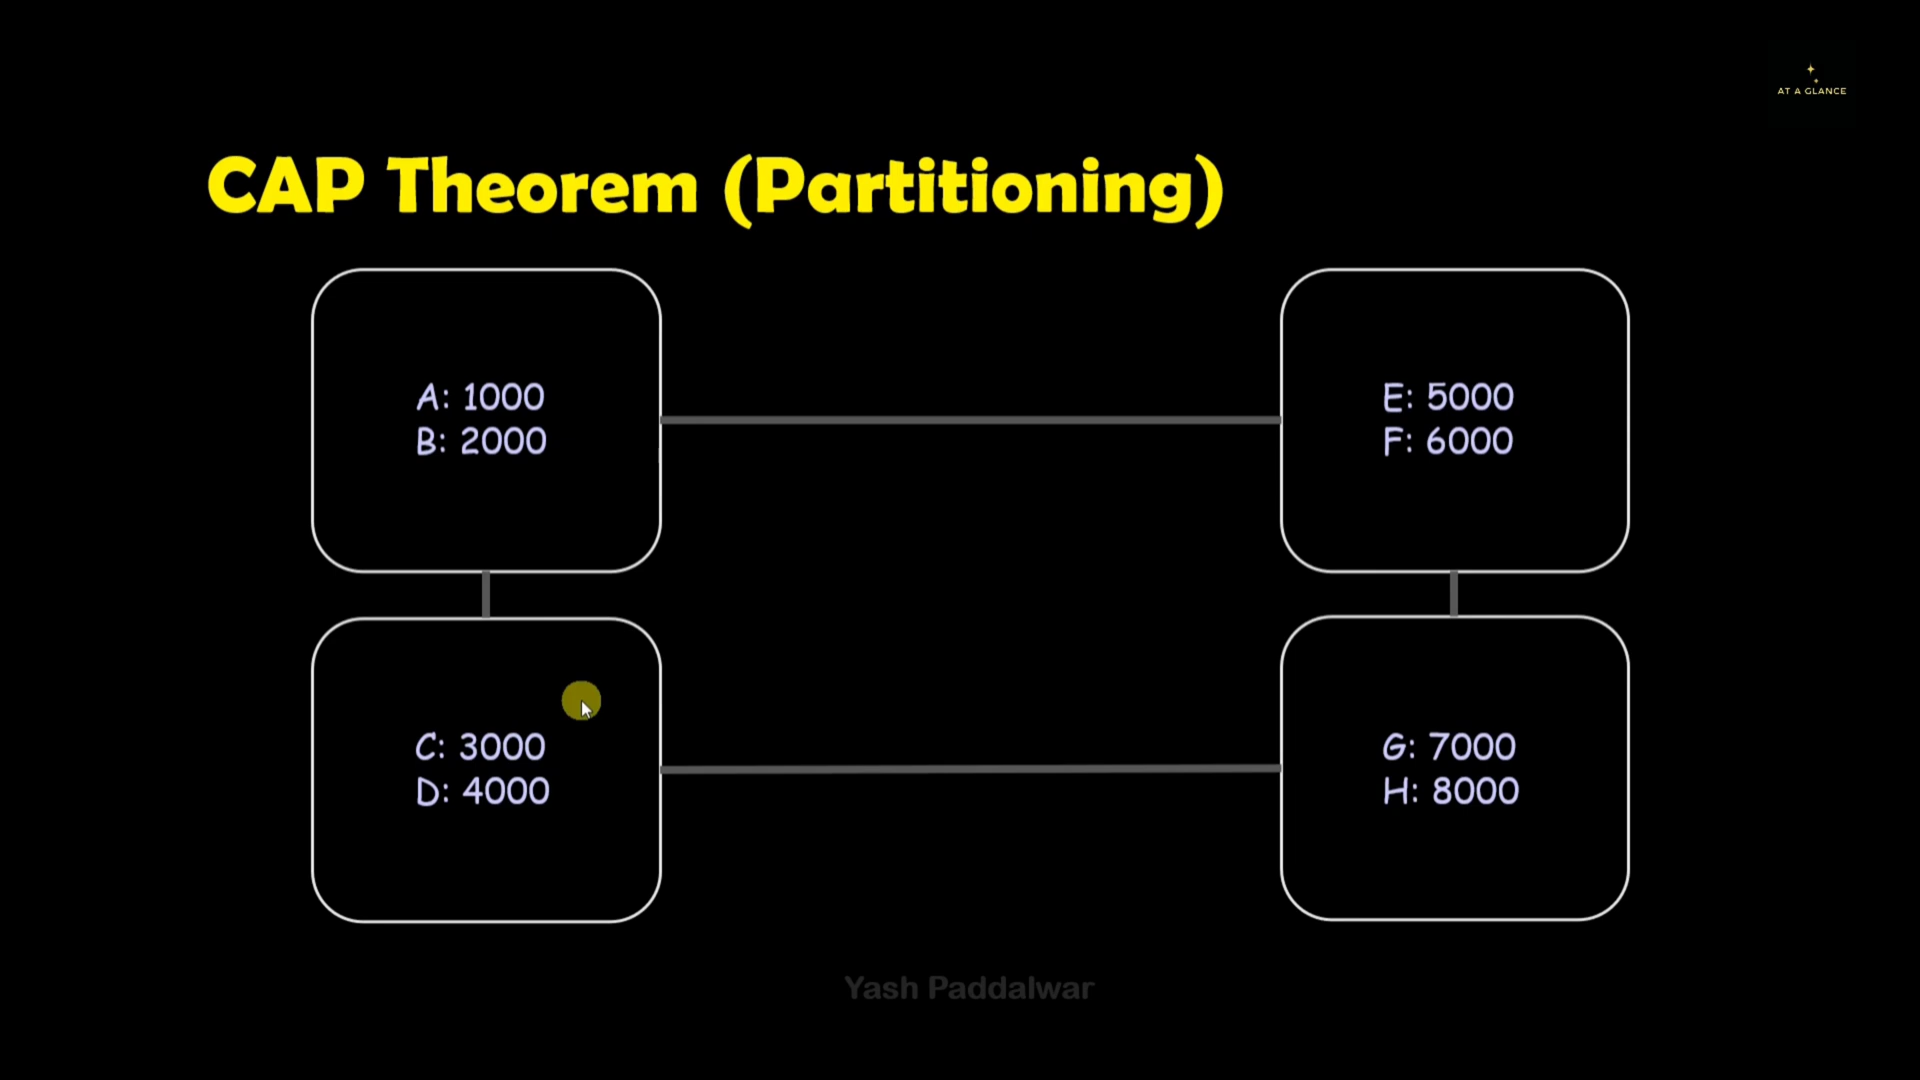 AT A GLANCE
CAP Theorem (Partitioning)
A: 1000
B: 2000
E: 5000
F: 6000
C: 3000
D: 4000
G: 7000
H: 8000
Yash Paddalwar